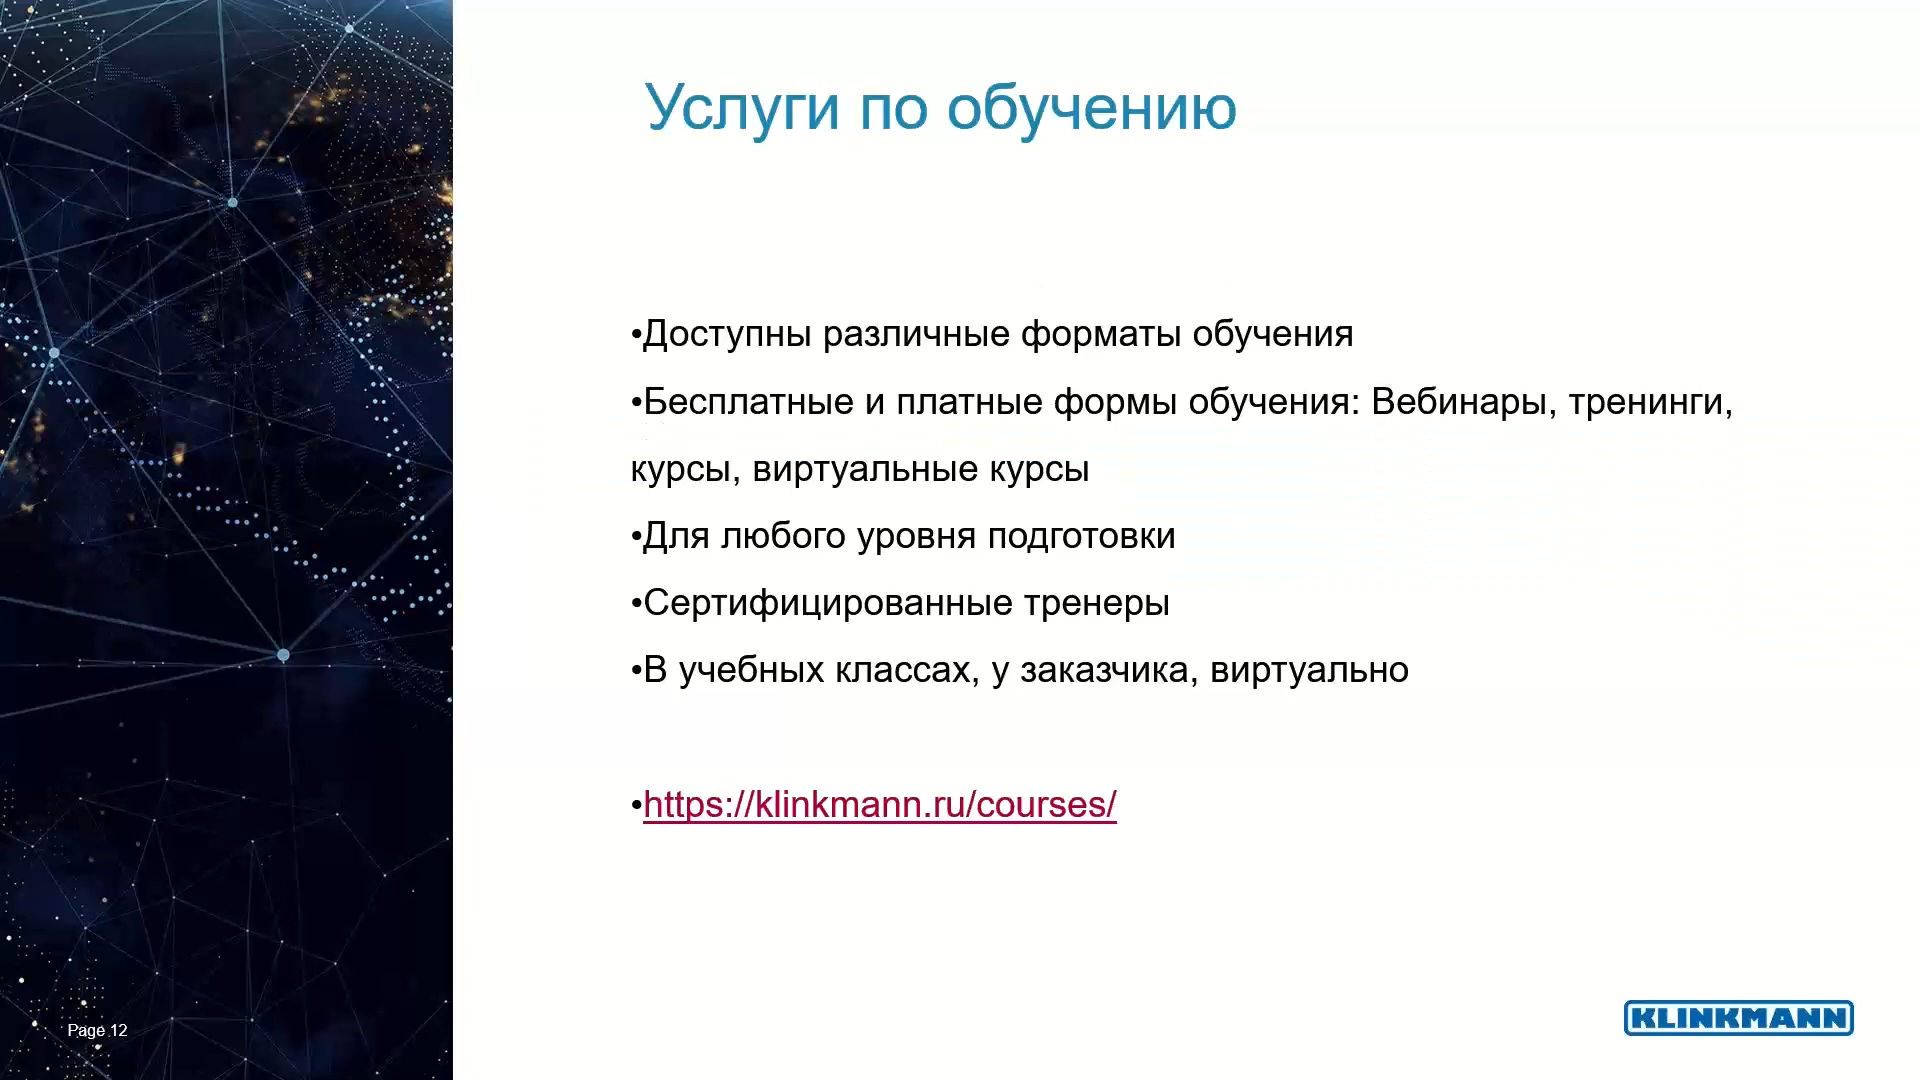 Услуги по обучению
•Доступны различные форматы обучения
•Бесплатные и платные формы обучения: Вебинары, тренинги,
курсы, виртуальные курсы
•Для любого уровня подготовки
•Сертифицированные тренеры
•В учебных классах, у заказчика, виртуально
•https://klinkmann.ru/courses/
Page 12
KLINKMANN